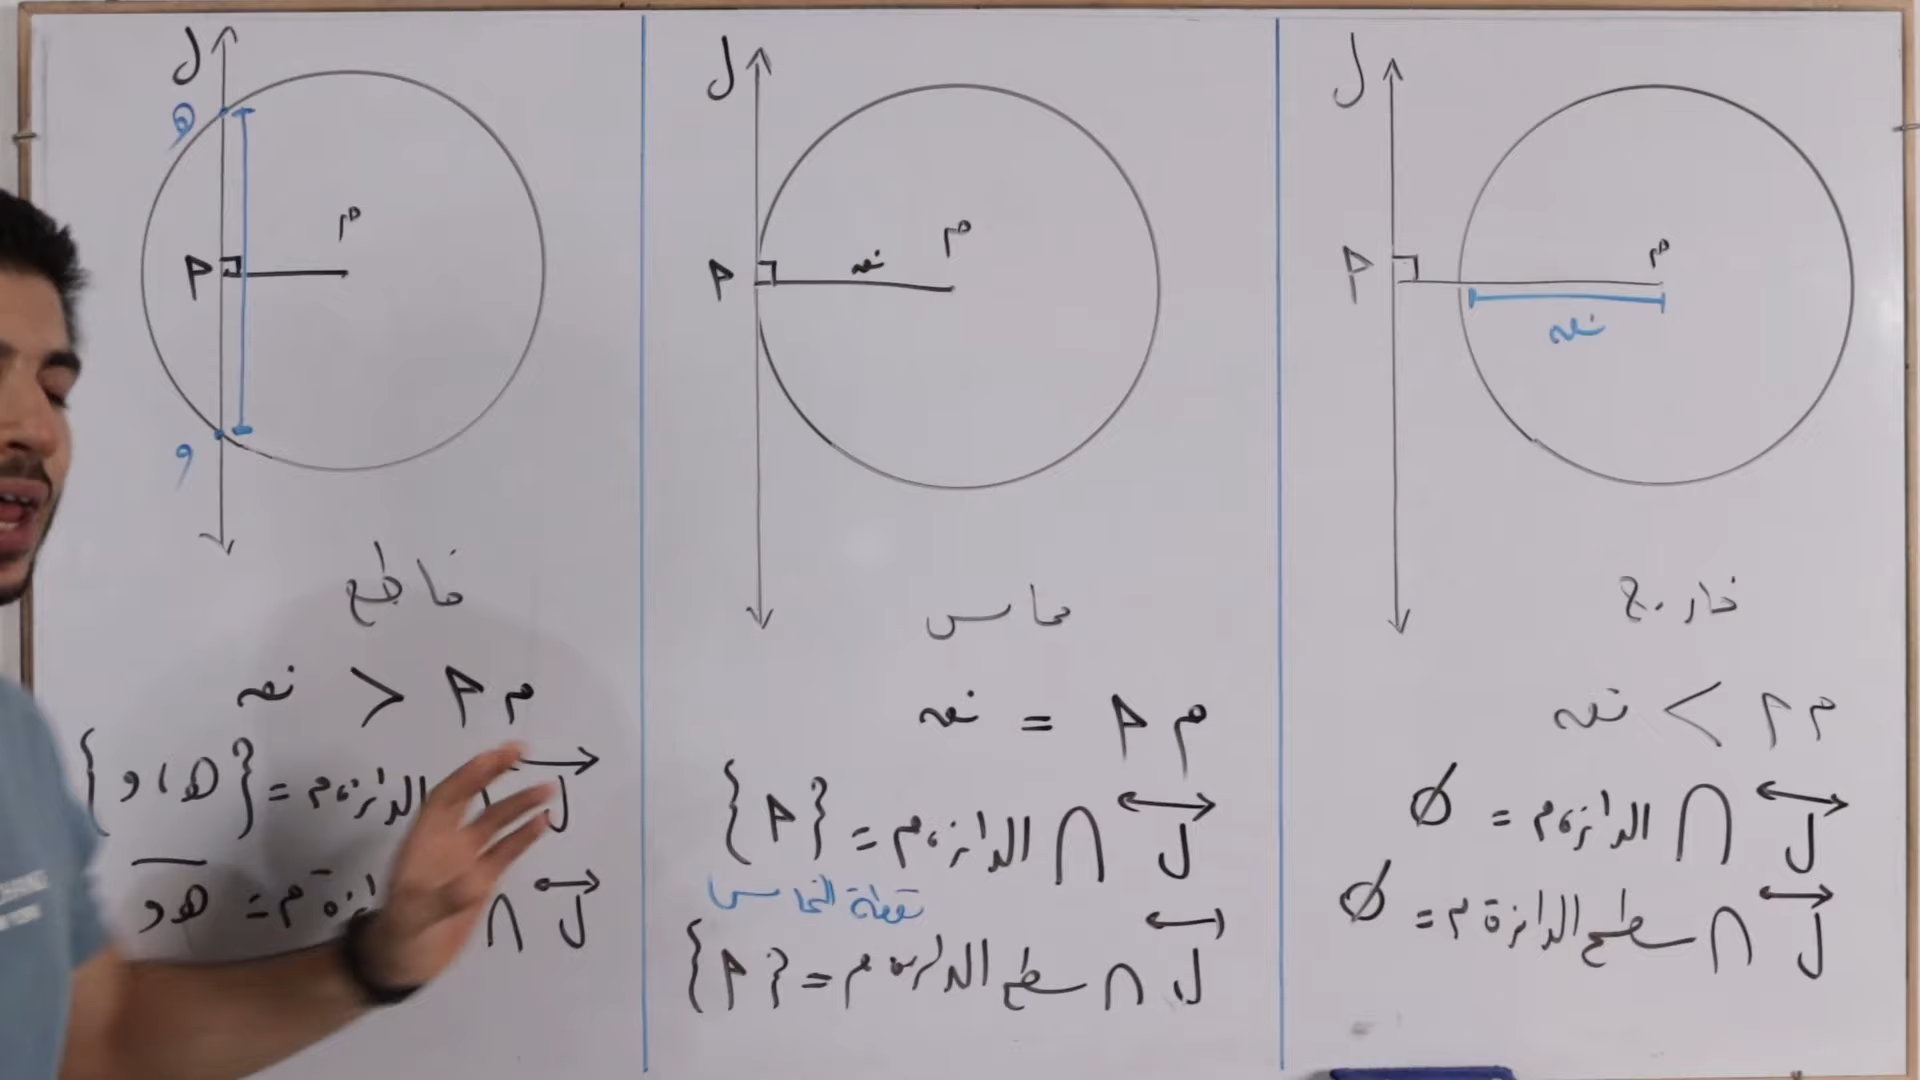 ل
م
أ
نق
خارج
م أ > نق
ل ∩ الدائرة م = ∅
ل ∩ سطح الدائرة م = ∅
ل
م
نق
أ
مماس
م أ = نق
ل ∩ الدائرة م = {أ}
نقطة التماس
ل ∩ سطح الدائرة م = {أ}
ل
هـ
م
أ
و
قاطع
م أ < نق
ل ∩ الدائرة م = {هـ ، و}
ل ∩ م = هـ و